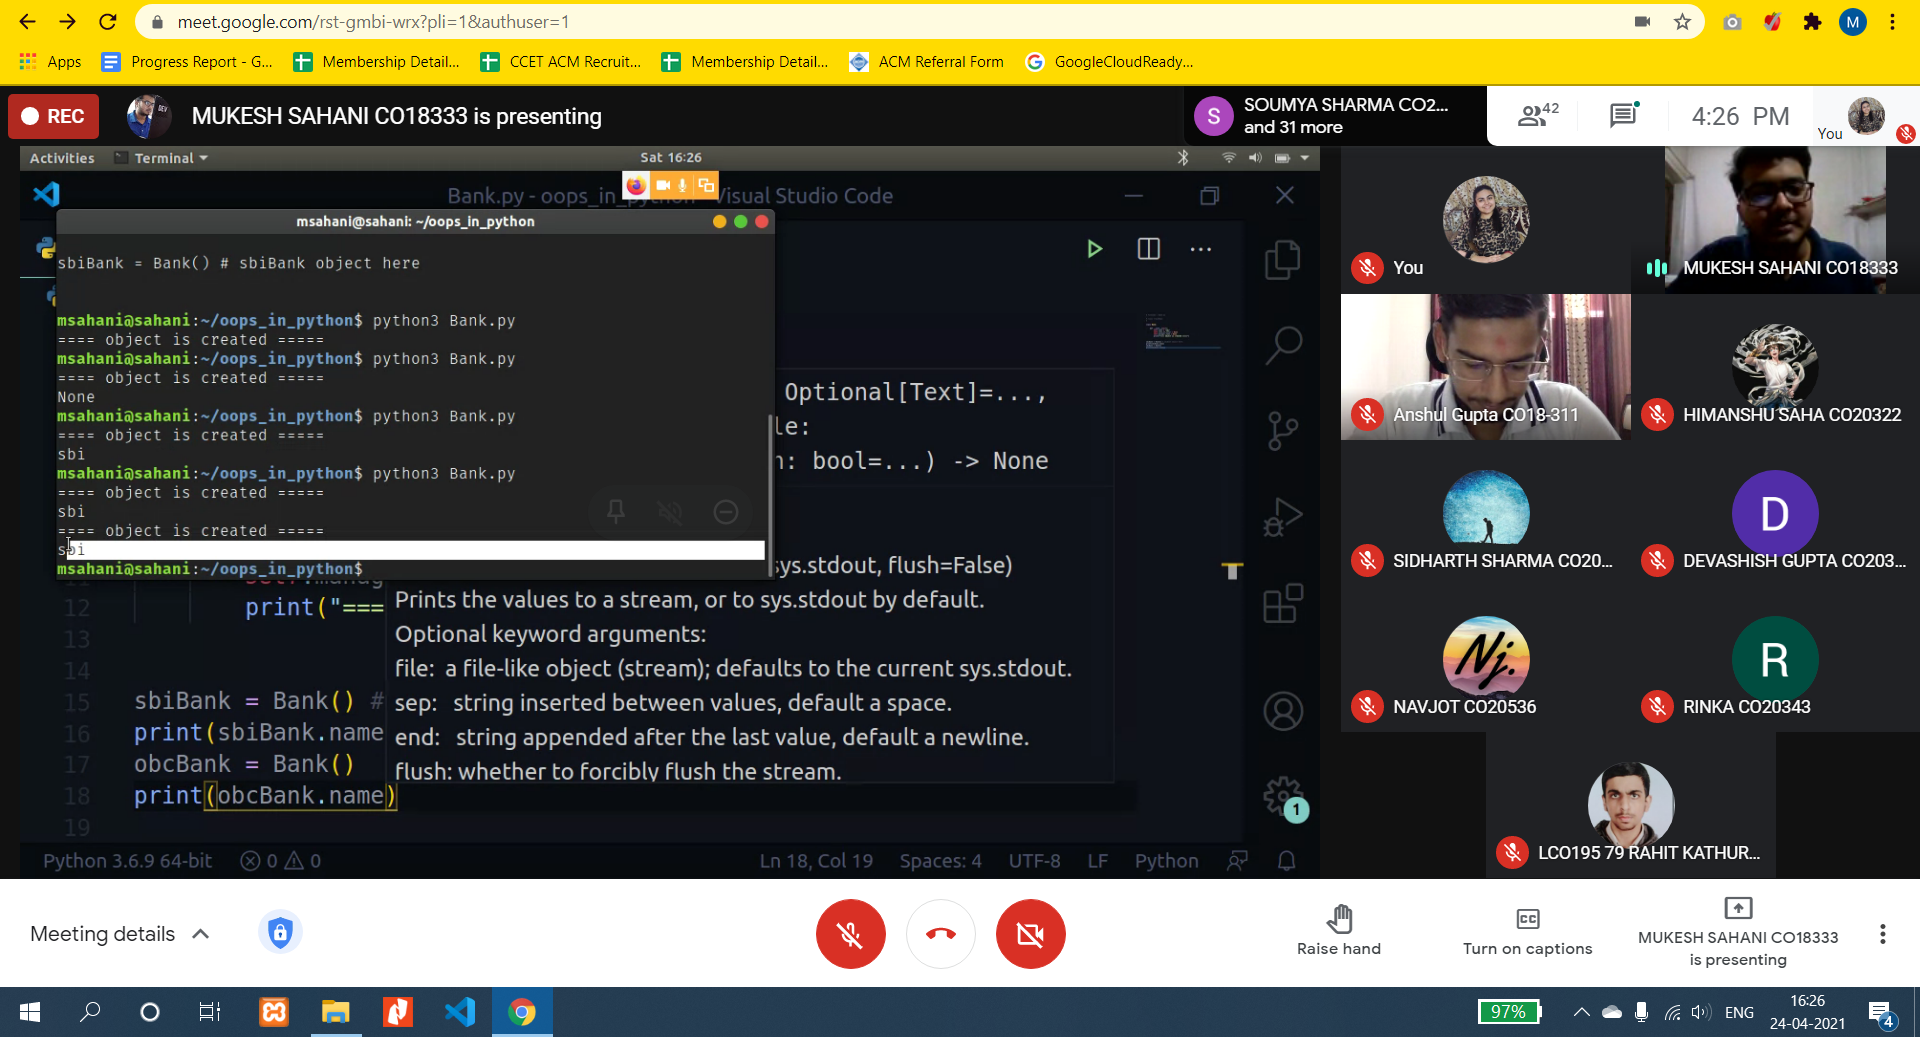 meet.google.com/rst-gmbi-wrx?pli=1&authuser=1
M
Apps
Progress Report - G...
Membership Detail...
CCET ACM Recruit...
Membership Detail...
ACM Referral Form
GoogleCloudReady...
REC
MUKESH SAHANI CO18333 is presenting
S
SOUMYA SHARMA CO2...
and 31 more
42
4:26 PM
You
Activities
Terminal
Sat 16:26
Bank.py - oops_in_python - Visual Studio Code
msahani@sahani: ~/oops_in_python
sbiBank = Bank() # sbiBank object here
msahani@sahani:~/oops_in_python$ python3 Bank.py
==== object is created =====
msahani@sahani:~/oops_in_python$ python3 Bank.py
==== object is created =====
None
msahani@sahani:~/oops_in_python$ python3 Bank.py
==== object is created =====
sbi
msahani@sahani:~/oops_in_python$ python3 Bank.py
==== object is created =====
sbi
==== object is created =====
sbi
msahani@sahani:~/oops_in_python$
Optional[Text]=...,
le:
: bool=...) -> None
sys.stdout, flush=False)
Prints the values to a stream, or to sys.stdout by default.
Optional keyword arguments:
file: a file-like object (stream); defaults to the current sys.stdout.
sep: string inserted between values, default a space.
end: string appended after the last value, default a newline.
flush: whether to forcibly flush the stream.
12 print("===
13
14
15 sbiBank = Bank() #
16 print(sbiBank.name
17 obcBank = Bank()
18 print(obcBank.name)
19
Python 3.6.9 64-bit
0
0
Ln 18, Col 19
Spaces: 4
UTF-8
LF
Python
1
You
MUKESH SAHANI CO18333
Anshul Gupta CO18-311
HIMANSHU SAHA CO20322
SIDHARTH SHARMA CO20...
D
DEVASHISH GUPTA CO203...
Nj.
NAVJOT CO20536
R
RINKA CO20343
LCO195 79 RAHIT KATHUR...
Meeting details
Raise hand
CC
Turn on captions
MUKESH SAHANI CO18333
is presenting
97%
ENG
16:26
24-04-2021
4